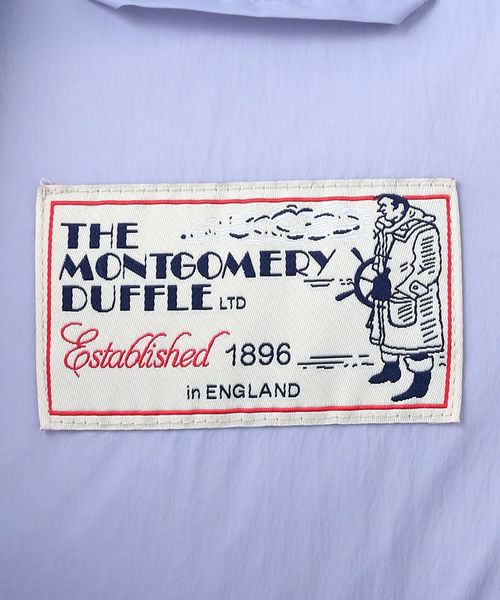 THE
MONTGOMERY
DUFFLE LTD
Established 1896
in ENGLAND